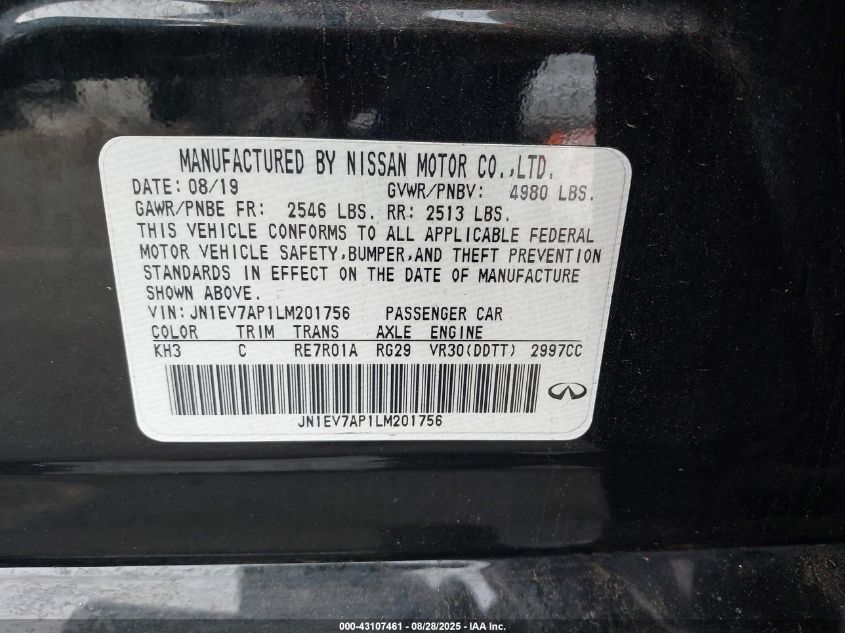 MANUFACTURED BY NISSAN MOTOR CO.,LTD.
DATE: 08/19 GVWR/PNBV: 4980 LBS.
GAWR/PNBE FR: 2546 LBS. RR: 2513 LBS.
THIS VEHICLE CONFORMS TO ALL APPLICABLE FEDERAL
MOTOR VEHICLE SAFETY,BUMPER,AND THEFT PREVENTION
STANDARDS IN EFFECT ON THE DATE OF MANUFACTURE
SHOWN ABOVE.
VIN: JN1EV7AP1LM201756 PASSENGER CAR
COLOR TRIM TRANS AXLE ENGINE
KH3 C RE7R01A RG29 VR30(DDTT) 2997CC
JN1EV7AP1LM201756
000-43107461 | 08/28/2025 - IAA Inc.